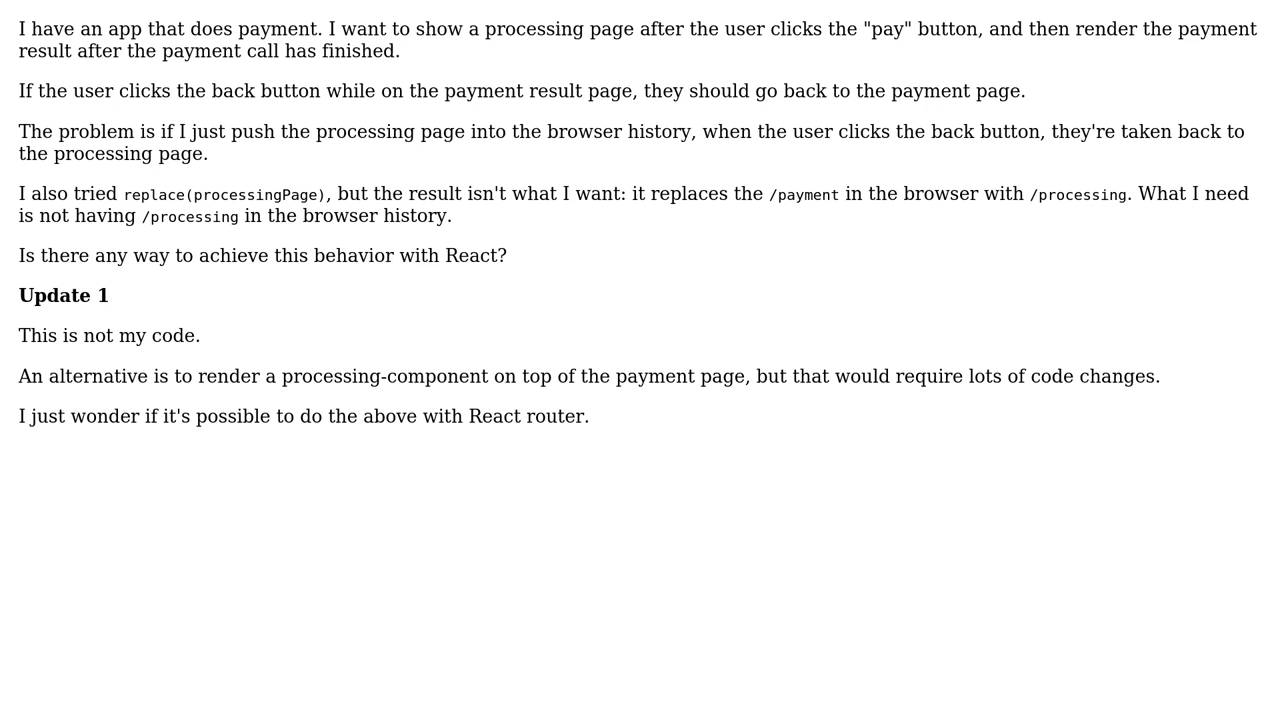 I have an app that does payment. I want to show a processing page after the user clicks the "pay" button, and then render the payment
result after the payment call has finished.
If the user clicks the back button while on the payment result page, they should go back to the payment page.
The problem is if I just push the processing page into the browser history, when the user clicks the back button, they're taken back to
the processing page.
I also tried replace(processingPage), but the result isn't what I want: it replaces the /payment in the browser with /processing. What I need
is not having /processing in the browser history.
Is there any way to achieve this behavior with React?
Update 1
This is not my code.
An alternative is to render a processing-component on top of the payment page, but that would require lots of code changes.
I just wonder if it's possible to do the above with React router.